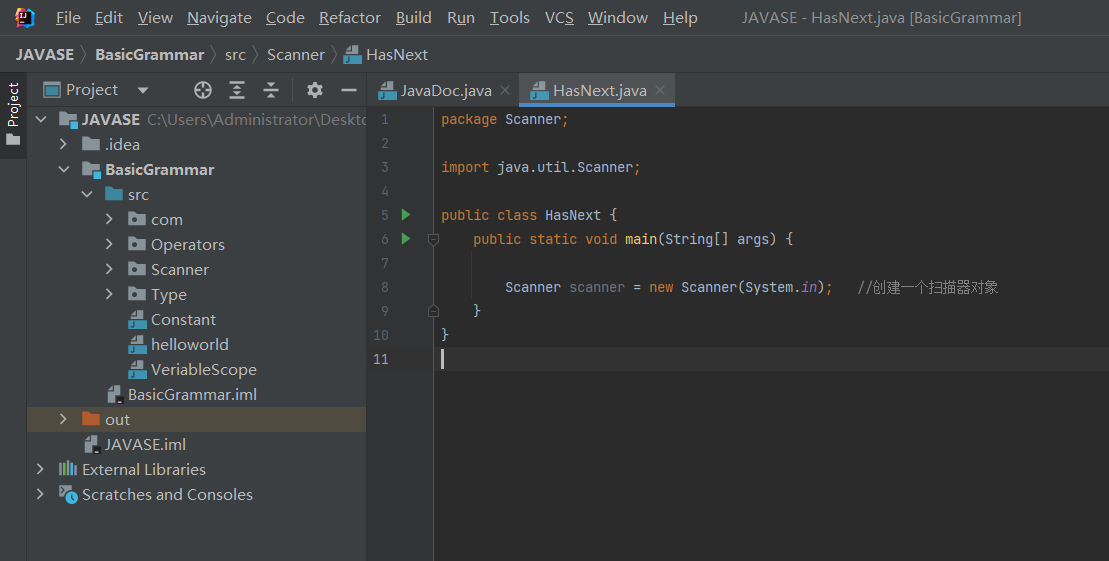 File Edit View Navigate Code Refactor Build Run Tools VCS Window Help JAVASE - HasNext.java [BasicGrammar]
JAVASE BasicGrammar src Scanner HasNext
Project
Project
JAVASE C:\Users\Administrator\Deskto
.idea
BasicGrammar
src
com
Operators
Scanner
Type
Constant
helloworld
VeriableScope
BasicGrammar.iml
out
JAVASE.iml
External Libraries
Scratches and Consoles
JavaDoc.java HasNext.java
1 package Scanner;
2
3 import java.util.Scanner;
4
5 public class HasNext {
6 public static void main(String[] args) {
7
8 Scanner scanner = new Scanner(System.in); //创建一个扫描器对象
9 }
10 }
11